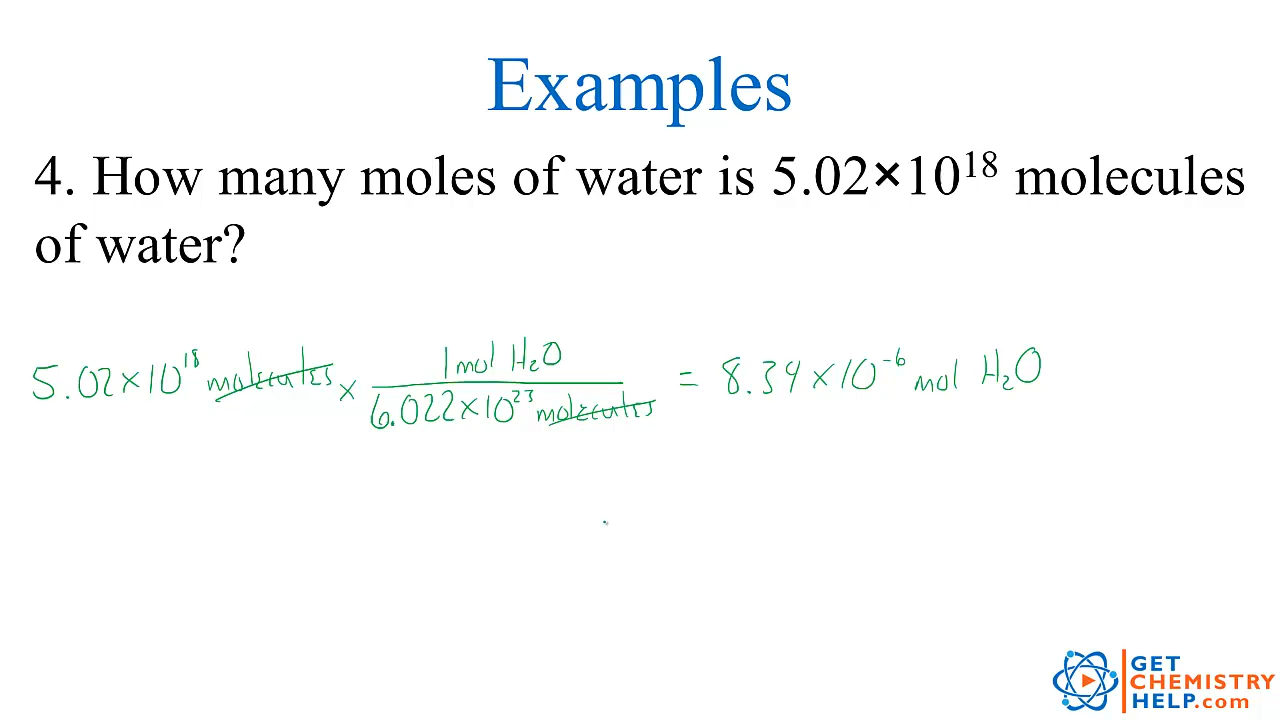 Examples
4. How many moles of water is 5.02×10¹⁸ molecules
of water?
5.02 × 10¹⁸ molecules × 1 mol H₂O / 6.022 × 10²³ molecules = 8.34 × 10⁻⁶ mol H₂O
GET
CHEMISTRY
HELP.com